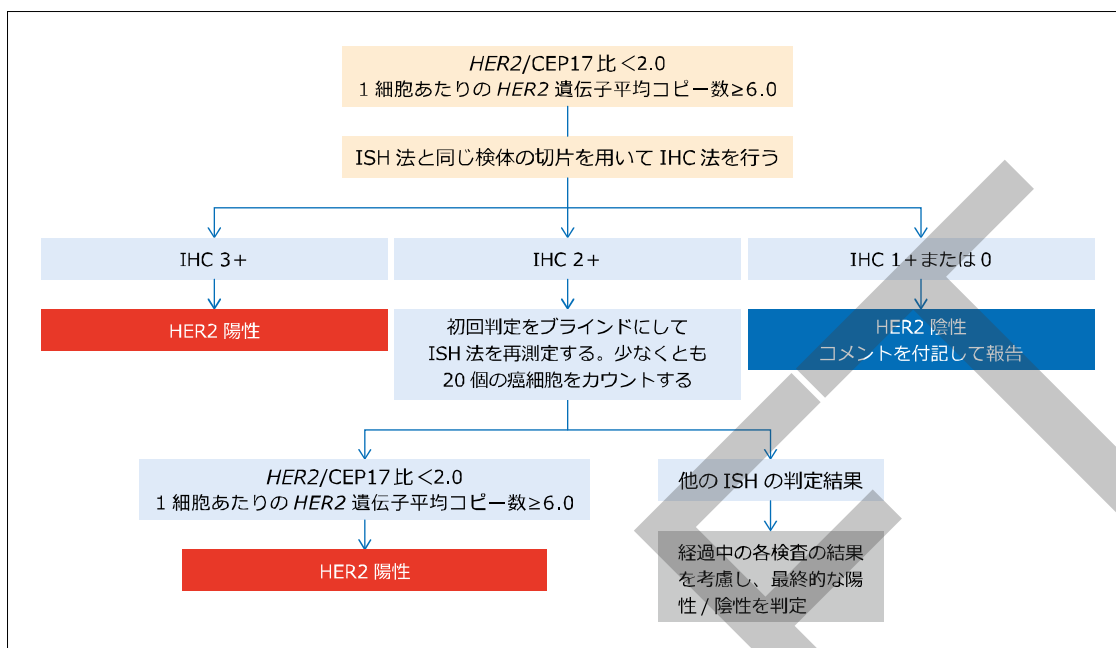 HER2/CEP17 比<2.0
1 細胞あたりの HER2 遺伝子平均コピー数≥6.0
ISH 法と同じ検体の切片を用いて IHC 法を行う
IHC 3+
IHC 2+
IHC 1+または 0
HER2 陽性
初回判定をブラインドにして
ISH 法を再測定する。少なくとも
20 個の癌細胞をカウントする
HER2 陰性
コメントを付記して報告
HER2/CEP17 比<2.0
1 細胞あたりの HER2 遺伝子平均コピー数≥6.0
他の ISH の判定結果
HER2 陽性
経過中の各検査の結果
を考慮し、最終的な陽
性 / 陰性を判定